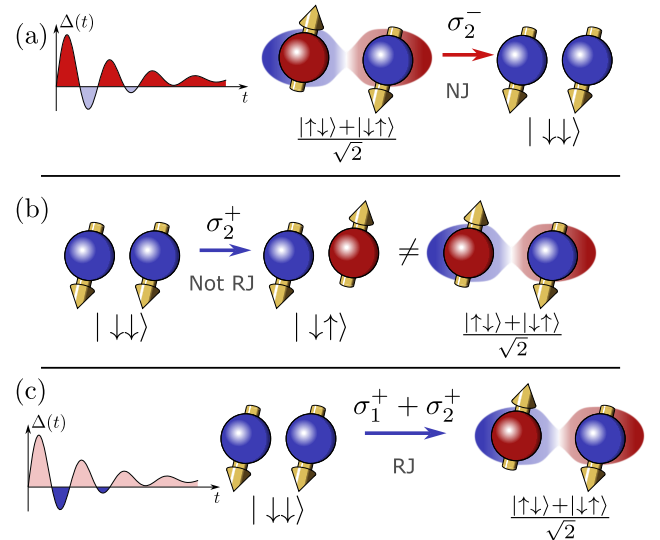 (a)
Δ(t)
t
σ₂⁻
NJ
|↑↓⟩+|↓↑⟩
√2
|↓↓⟩
(b)
σ₂⁺
Not RJ
≠
|↓↓⟩
|↓↑⟩
|↑↓⟩+|↓↑⟩
√2
(c)
Δ(t)
t
σ₁⁺ + σ₂⁺
RJ
|↓↓⟩
|↑↓⟩+|↓↑⟩
√2